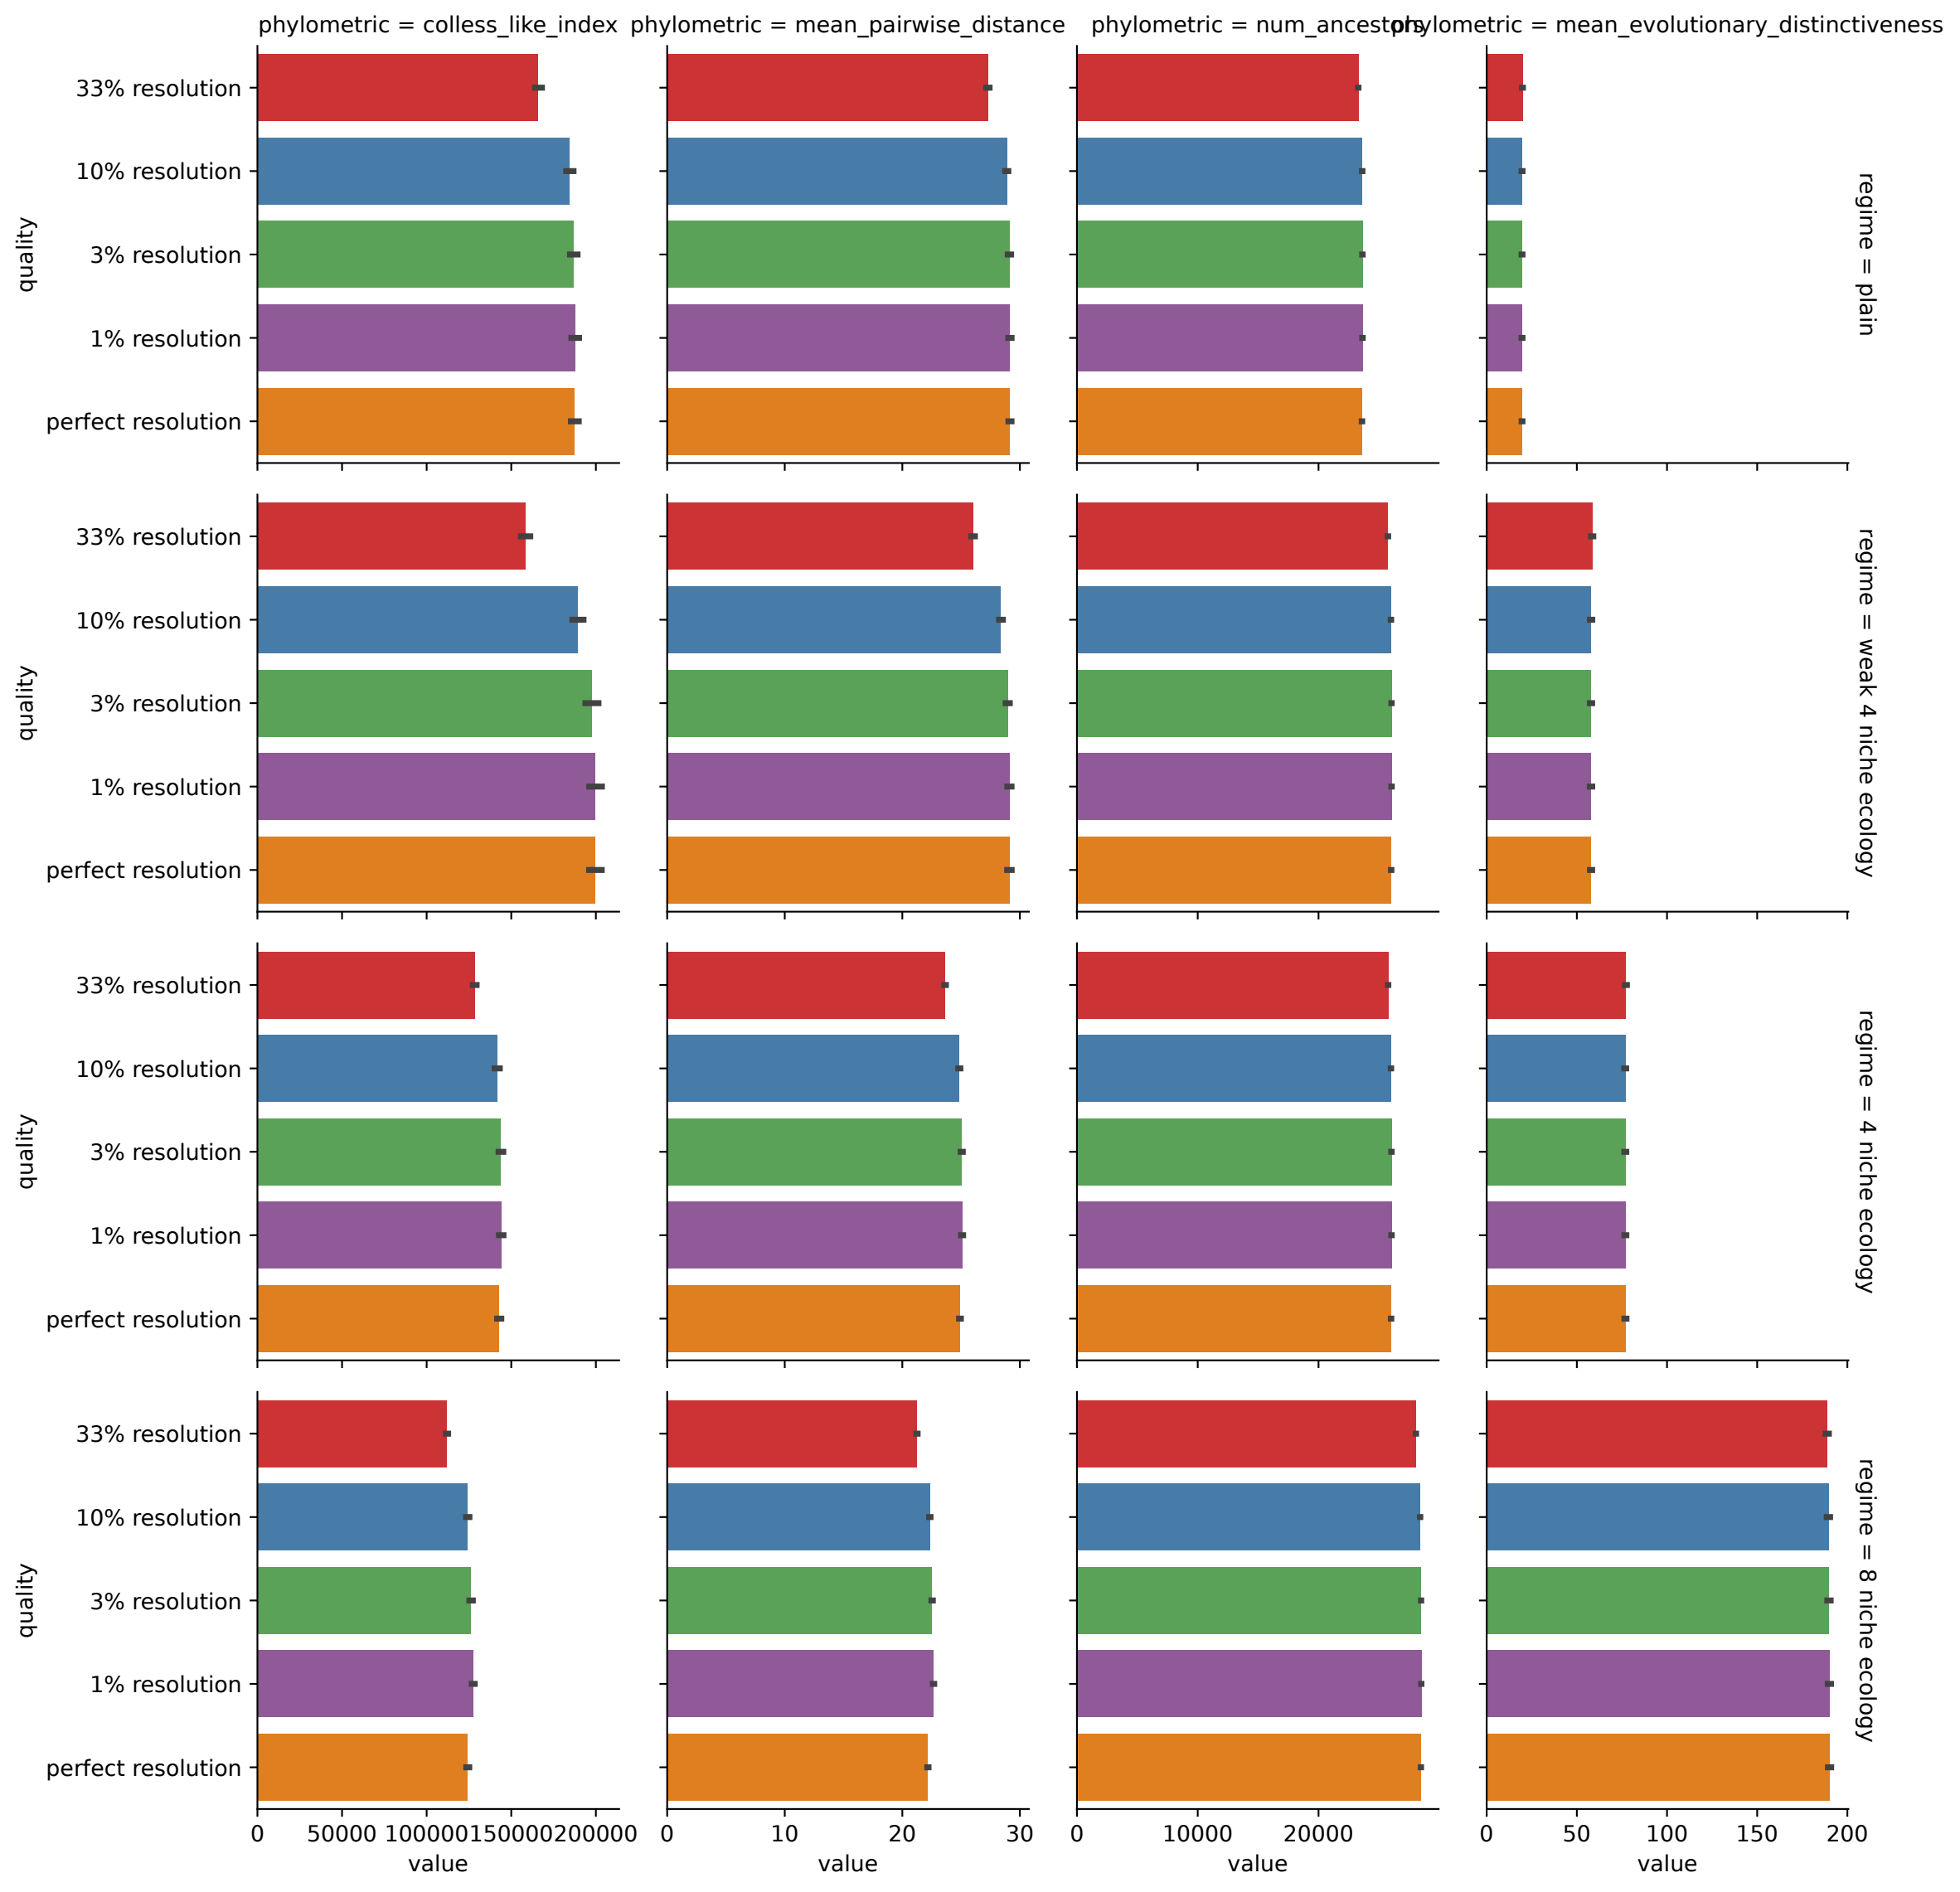 phylometric = colless_like_index
phylometric = mean_pairwise_distance
phylometric = num_ancestors
phylometric = mean_evolutionary_distinctiveness
quality
33% resolution
10% resolution
3% resolution
1% resolution
perfect resolution
regime = plain
quality
33% resolution
10% resolution
3% resolution
1% resolution
perfect resolution
regime = weak 4 niche ecology
quality
33% resolution
10% resolution
3% resolution
1% resolution
perfect resolution
regime = 4 niche ecology
quality
33% resolution
10% resolution
3% resolution
1% resolution
perfect resolution
regime = 8 niche ecology
0 50000 100000 150000 200000
value
0 10 20 30
value
0 10000 20000
value
0 50 100 150 200
value